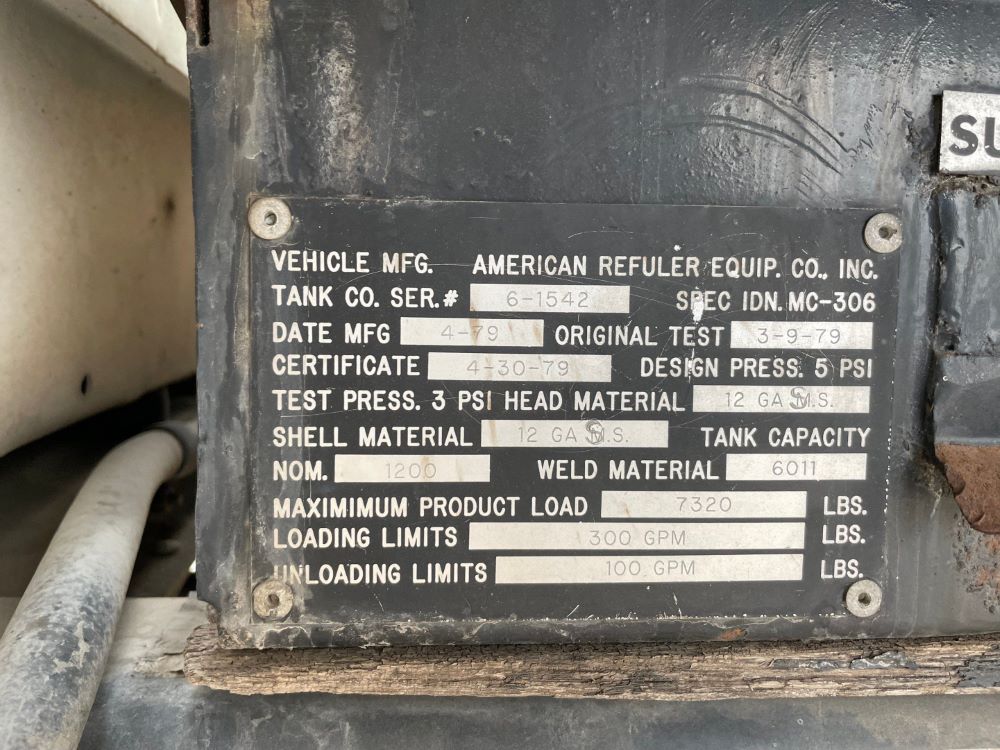 SU
VEHICLE MFG. AMERICAN REFULER EQUIP. CO., INC.
TANK CO. SER.# 6-1542 SPEC IDN. MC-306
DATE MFG 4-79 ORIGINAL TEST 3-9-79
CERTIFICATE 4-30-79 DESIGN PRESS. 5 PSI
TEST PRESS. 3 PSI HEAD MATERIAL 12 GA M.S.
SHELL MATERIAL 12 GA M.S. TANK CAPACITY
NOM. 1200 WELD MATERIAL 6011
MAXIMIMUM PRODUCT LOAD 7320 LBS.
LOADING LIMITS 300 GPM LBS.
UNLOADING LIMITS 100 GPM LBS.